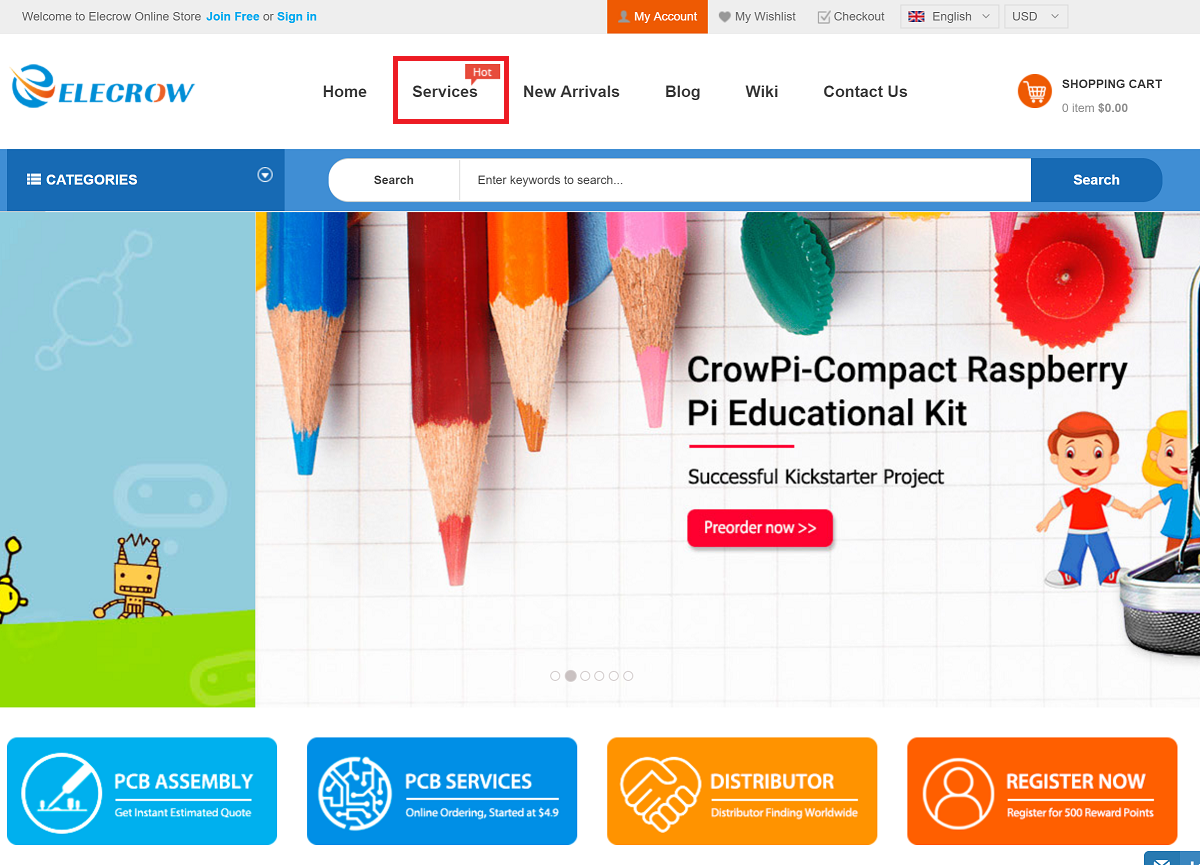 Welcome to Elecrow Online Store Join Free or Sign in
My Account
My Wishlist
Checkout
English
USD
ELECROW
Home
Services
Hot
New Arrivals
Blog
Wiki
Contact Us
SHOPPING CART
0 item $0.00
CATEGORIES
Search
Enter keywords to search...
Search
CrowPi-Compact Raspberry
Pi Educational Kit
Successful Kickstarter Project
Preorder now >>
PCB ASSEMBLY
Get Instant Estimated Quote
PCB SERVICES
Online Ordering, Started at $4.9
DISTRIBUTOR
Distributor Finding Worldwide
REGISTER NOW
Register for 500 Reward Points